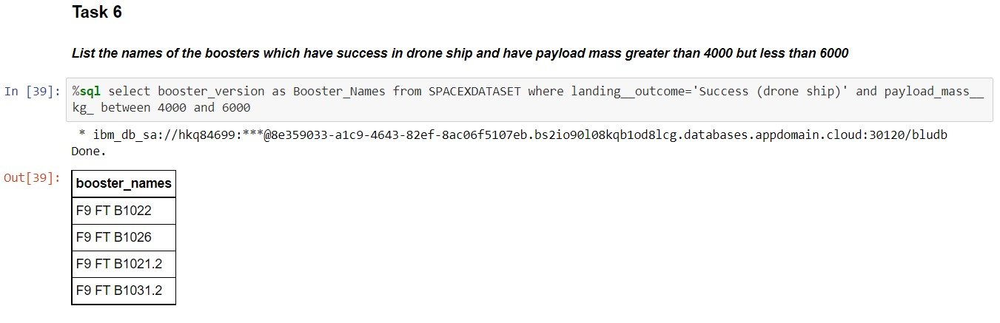 Task 6
List the names of the boosters which have success in drone ship and have payload mass greater than 4000 but less than 6000
In [39]: %sql select booster_version as Booster_Names from SPACEXDATASET where landing__outcome='Success (drone ship)' and payload_mass__
kg_ between 4000 and 6000
* ibm_db_sa://hkq84699:***@8e359033-a1c9-4643-82ef-8ac06f5107eb.bs2io90l08kqb1od8lcg.databases.appdomain.cloud:30120/bludb
Done.
Out[39]:
booster_names
F9 FT B1022
F9 FT B1026
F9 FT B1021.2
F9 FT B1031.2